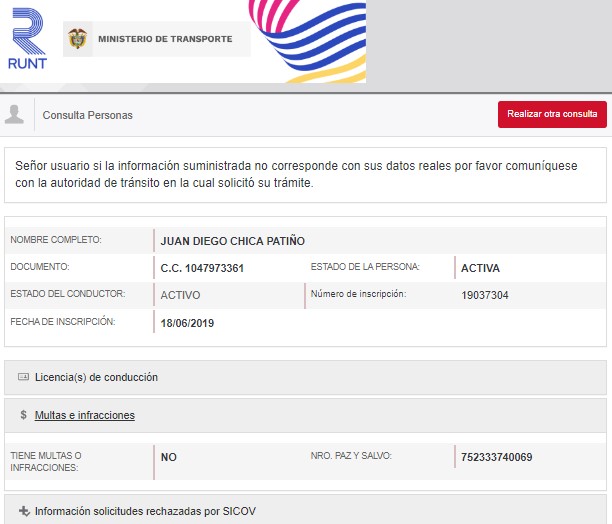 RUNT
MINISTERIO DE TRANSPORTE
Consulta Personas
Realizar otra consulta
Señor usuario si la información suministrada no corresponde con sus datos reales por favor comuníquese
con la autoridad de tránsito en la cual solicitó su trámite.
NOMBRE COMPLETO: JUAN DIEGO CHICA PATIÑO
DOCUMENTO: C.C. 1047973361 ESTADO DE LA PERSONA: ACTIVA
ESTADO DEL CONDUCTOR: ACTIVO Número de inscripción: 19037304
FECHA DE INSCRIPCIÓN: 18/06/2019
Licencia(s) de conducción
$ Multas e infracciones
TIENE MULTAS O
INFRACCIONES: NO NRO. PAZ Y SALVO: 752333740069
Información solicitudes rechazadas por SICOV